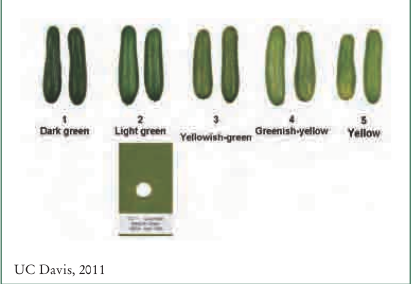 1 2 3 4 5
Dark green Light green Yellowish-green Greenish-yellow Yellow
UC Davis, 2011